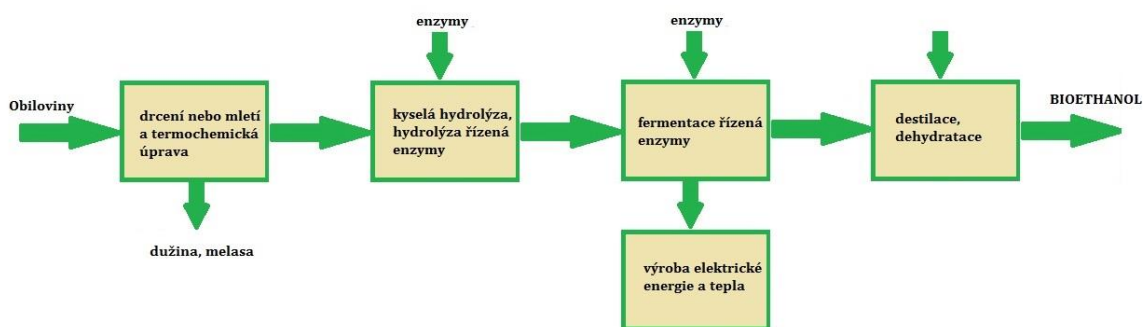 enzymy
enzymy
Obiloviny
drcení nebo mletí
a termochemická
úprava
kyselá hydrolýza,
hydrolýza řízená
enzymy
fermentace řízená
enzymy
destilace,
dehydratace
BIOETHANOL
dužina, melasa
výroba elektrické
energie a tepla